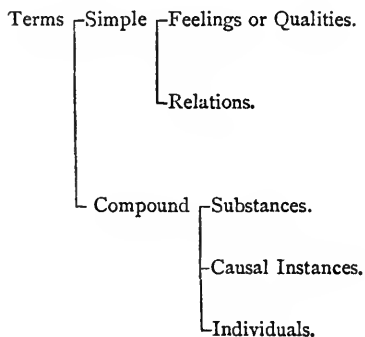 Terms Simple Feelings or Qualities.
Relations.
Compound Substances.
Causal Instances.
Individuals.